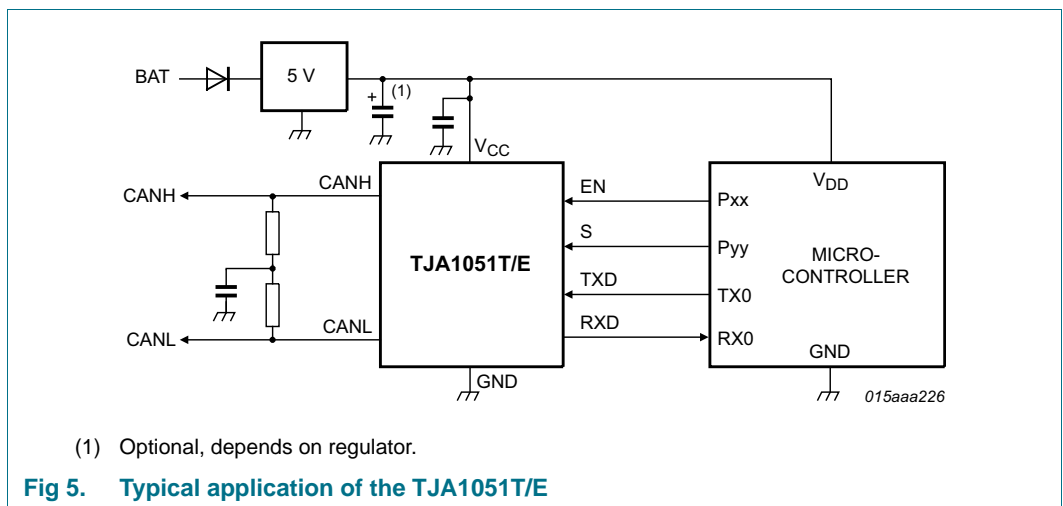 BAT
5 V
+
(1)
VCC
CANH
CANH
CANL
CANL
TJA1051T/E
GND
EN
S
TXD
RXD
VDD
Pxx
Pyy
TX0
RX0
MICRO-
CONTROLLER
GND
015aaa226
(1) Optional, depends on regulator.
Fig 5. Typical application of the TJA1051T/E